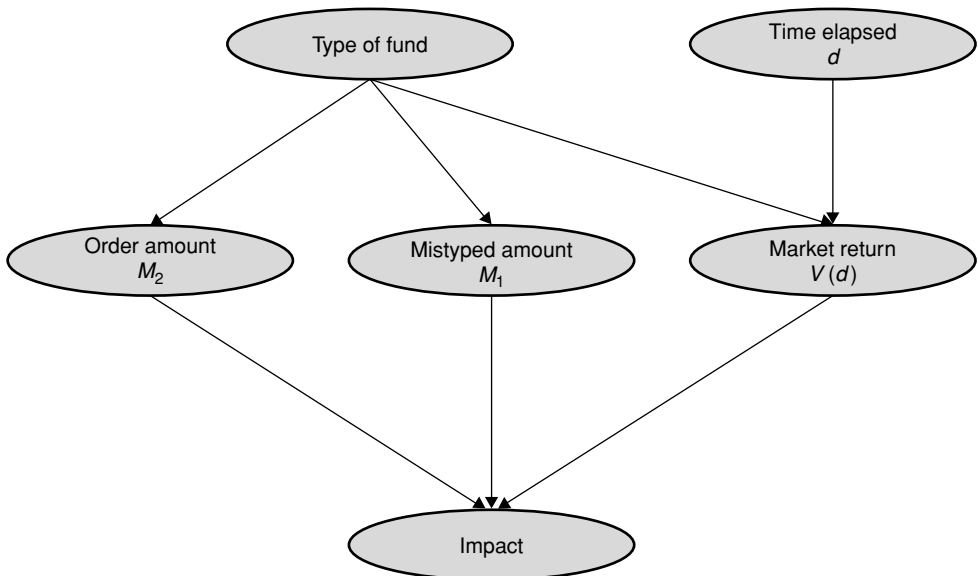 Type of fund
Time elapsed
d
Order amount
M₂
Mistyped amount
M₁
Market return
V(d)
Impact